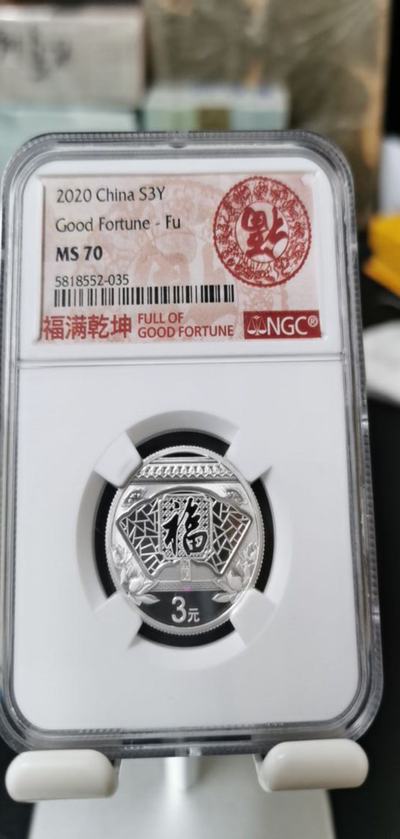 2020 China S3Y
Good Fortune - Fu
MS 70
5818552-035
福满乾坤 FULL OF GOOD FORTUNE
NGC®
福
福
3元